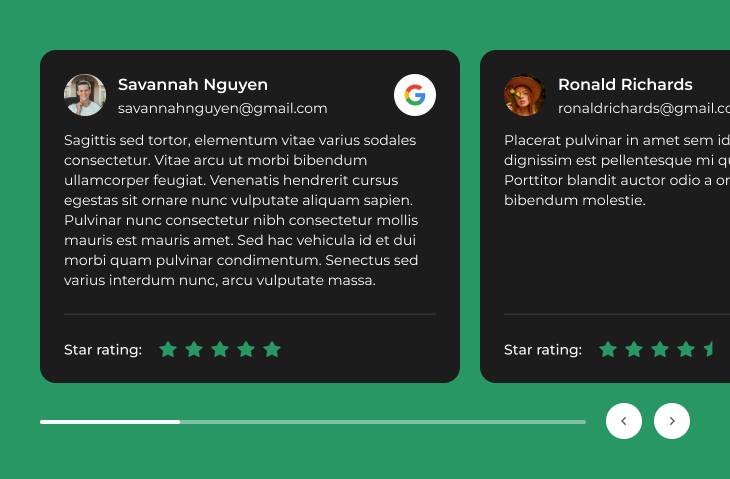 Savannah Nguyen
savannahnguyen@gmail.com
Sagittis sed tortor, elementum vitae varius sodales
consectetur. Vitae arcu ut morbi bibendum
ullamcorper feugiat. Venenatis hendrerit cursus
egestas sit ornare nunc vulputate aliquam sapien.
Pulvinar nunc consectetur nibh consectetur mollis
mauris est mauris amet. Sed hac vehicula id et dui
morbi quam pulvinar condimentum. Senectus sed
varius interdum nunc, arcu vulputate massa.
Star rating:
Ronald Richards
ronaldrichards@gmail.c
Placerat pulvinar in amet sem id
dignissim est pellentesque mi q
Porttitor blandit auctor odio a o
bibendum molestie.
Star rating: